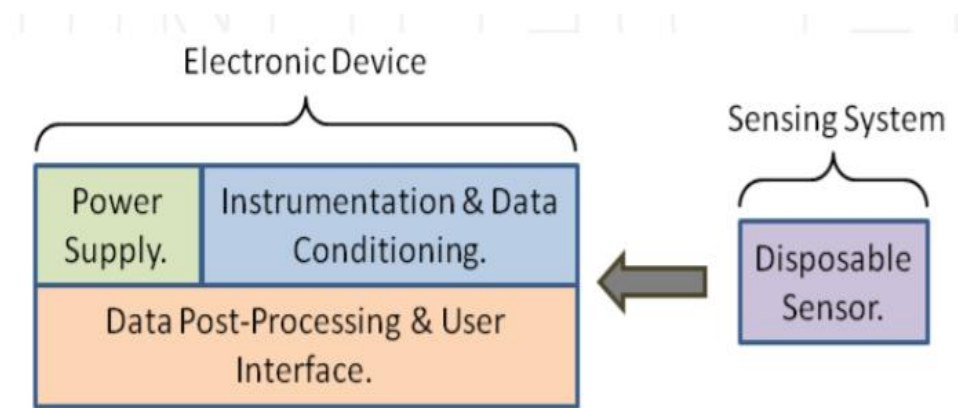 Electronic Device
Sensing System
Power
Supply.
Instrumentation & Data
Conditioning.
Disposable
Sensor.
Data Post-Processing & User
Interface.